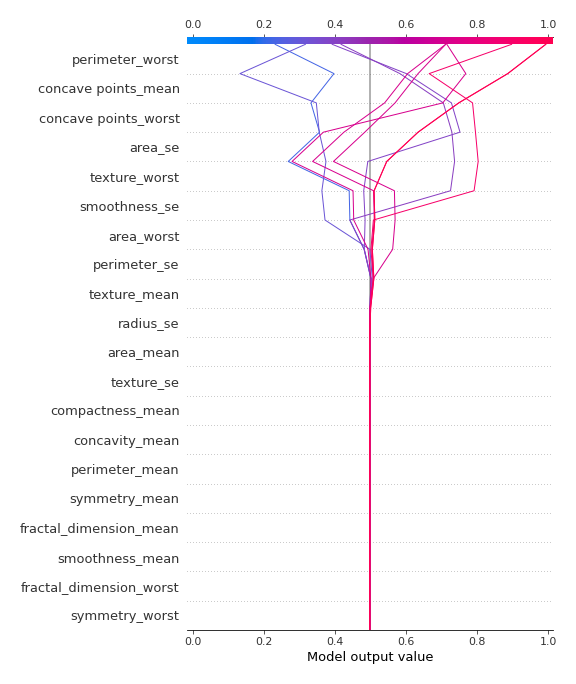 0.0 0.2 0.4 0.6 0.8 1.0
perimeter_worst
concave points_mean
concave points_worst
area_se
texture_worst
smoothness_se
area_worst
perimeter_se
texture_mean
radius_se
area_mean
texture_se
compactness_mean
concavity_mean
perimeter_mean
symmetry_mean
fractal_dimension_mean
smoothness_mean
fractal_dimension_worst
symmetry_worst
0.0 0.2 0.4 0.6 0.8 1.0
Model output value